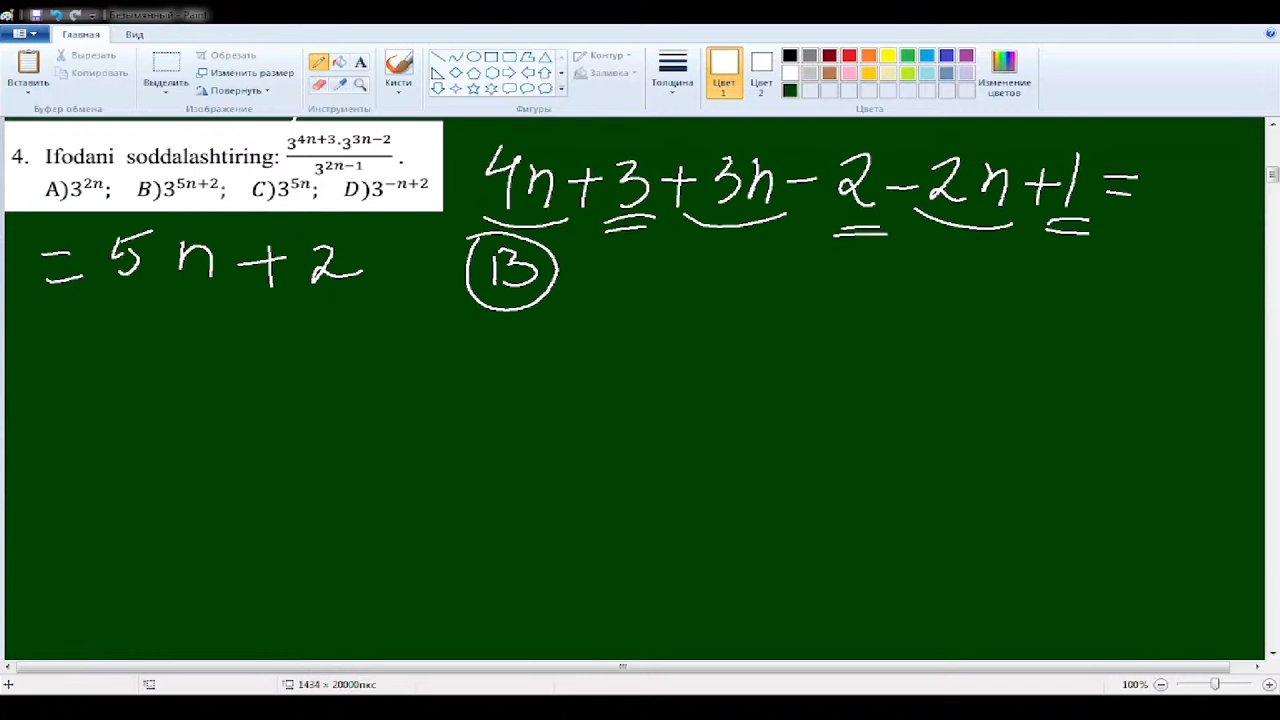 Безымянный - Paint
Главная Вид
Вставить
Вырезать
Копировать
Буфер обмена
Выделить
Обрезать
Изменить размер
Повернуть
Изображение
A
Инструменты
Кисти
Контур
Заливка
Фигуры
Толщина
Цвет 1
Цвет 2
Изменение цветов
Цвета
4. Ifodani soddalashtiring: \frac{3^{4n+3}·3^{3n−2}}{3^{2n−1}}.
A)3^{2n}; B)3^{5n+2}; C)3^{5n}; D)3^{−n+2}
4n+3+3n−2−2n+1=
=5n+2 B
1434 × 20000пкс 100%